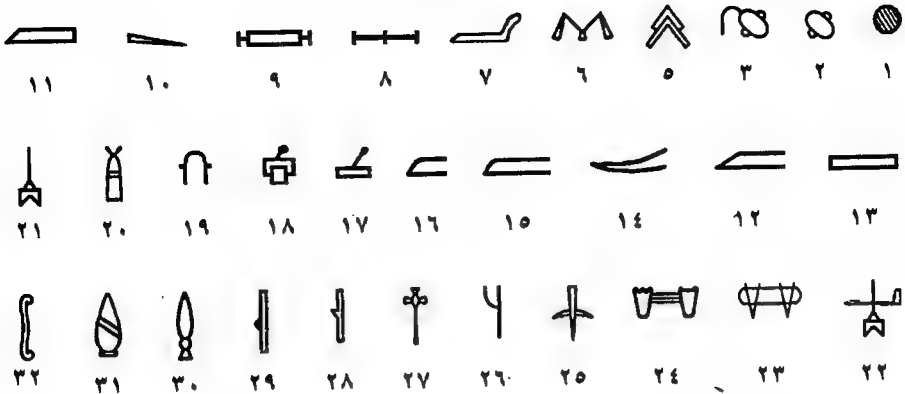 ١ ٢ ٣ ٥ ٦ ٧ ٨ ٩ ١٠ ١١
١٣ ١٢ ١٤ ١٥ ١٦ ١٧ ١٨ ١٩ ٢٠ ٢١
٢٢ ٢٣ ٢٤ ٢٥ ٢٦ ٢٧ ٢٨ ٢٩ ٣٠ ٣١ ٣٢